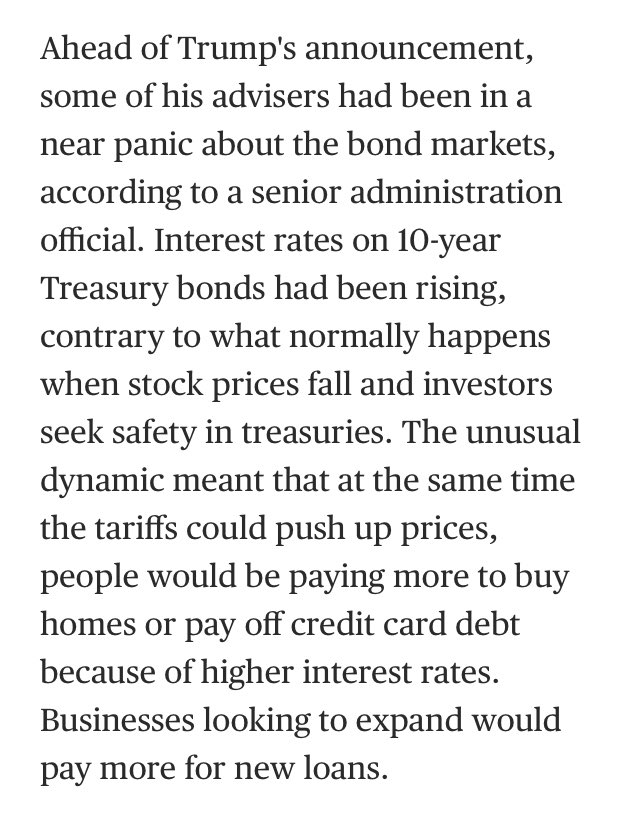 Ahead of Trump's announcement,
some of his advisers had been in a
near panic about the bond markets,
according to a senior administration
official. Interest rates on 10-year
Treasury bonds had been rising,
contrary to what normally happens
when stock prices fall and investors
seek safety in treasuries. The unusual
dynamic meant that at the same time
the tariffs could push up prices,
people would be paying more to buy
homes or pay off credit card debt
because of higher interest rates.
Businesses looking to expand would
pay more for new loans.